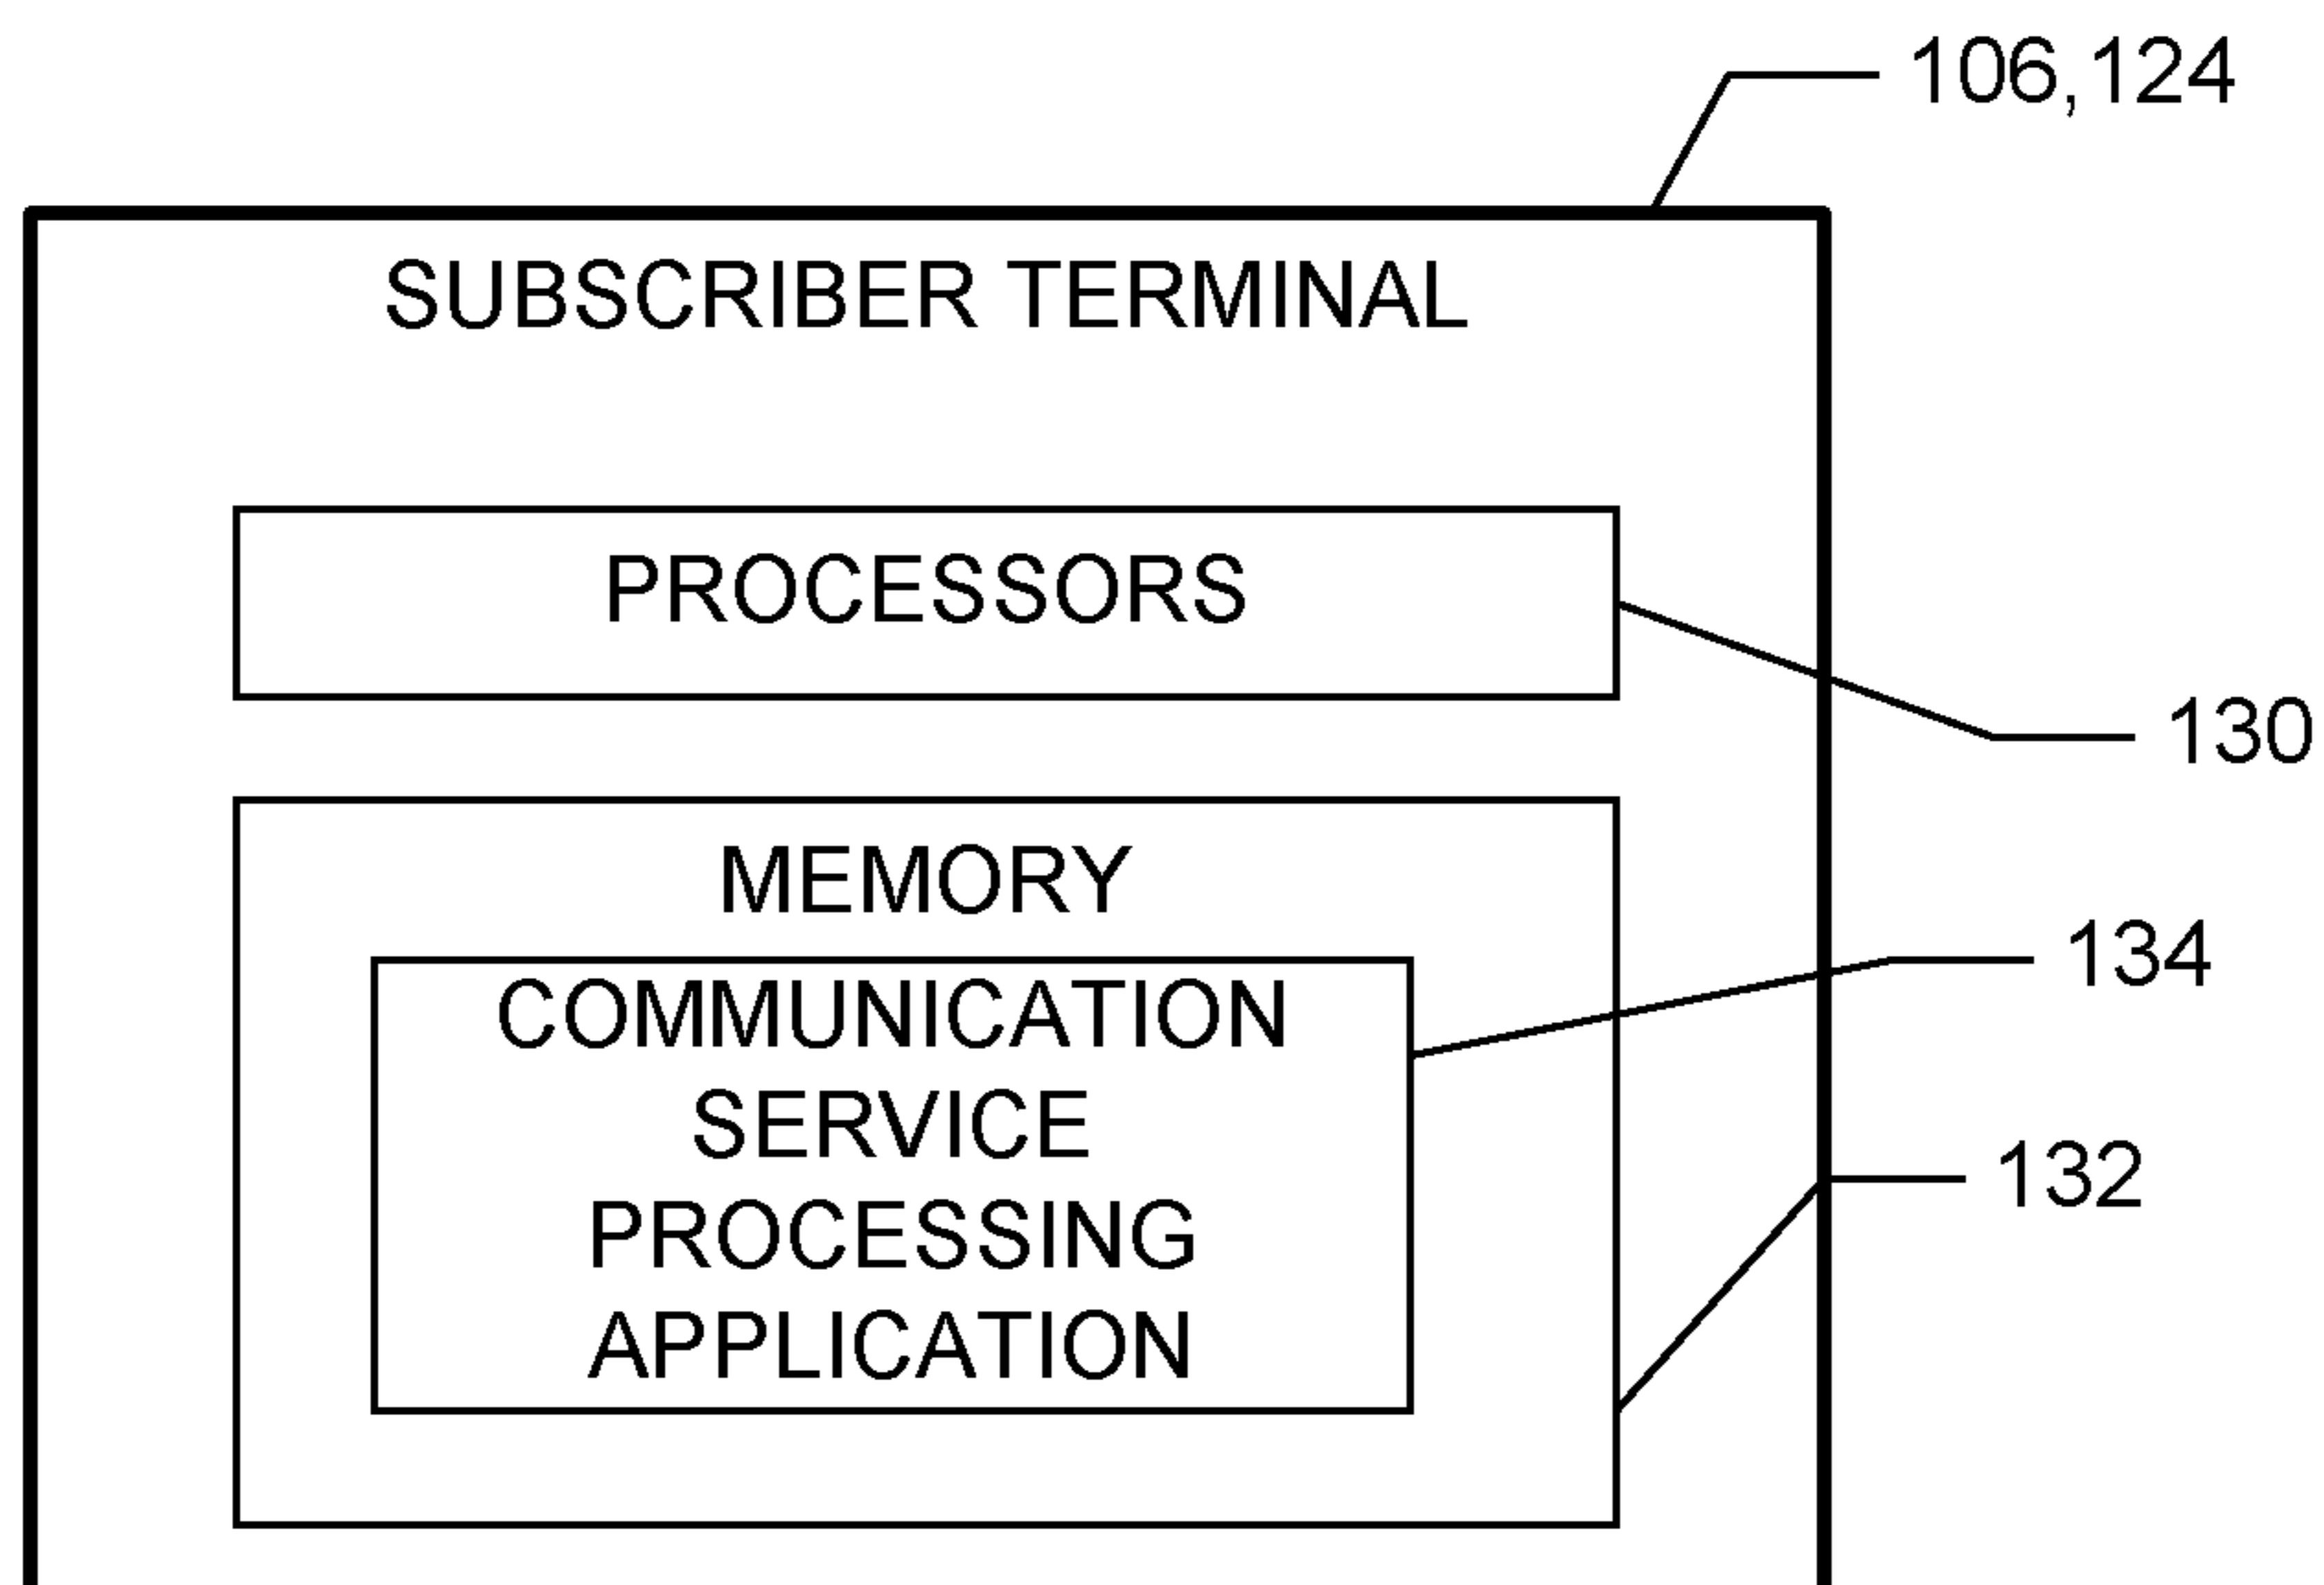 106,124
SUBSCRIBER TERMINAL
PROCESSORS
130
MEMORY
134
COMMUNICATION
SERVICE
132
PROCESSING
APPLICATION